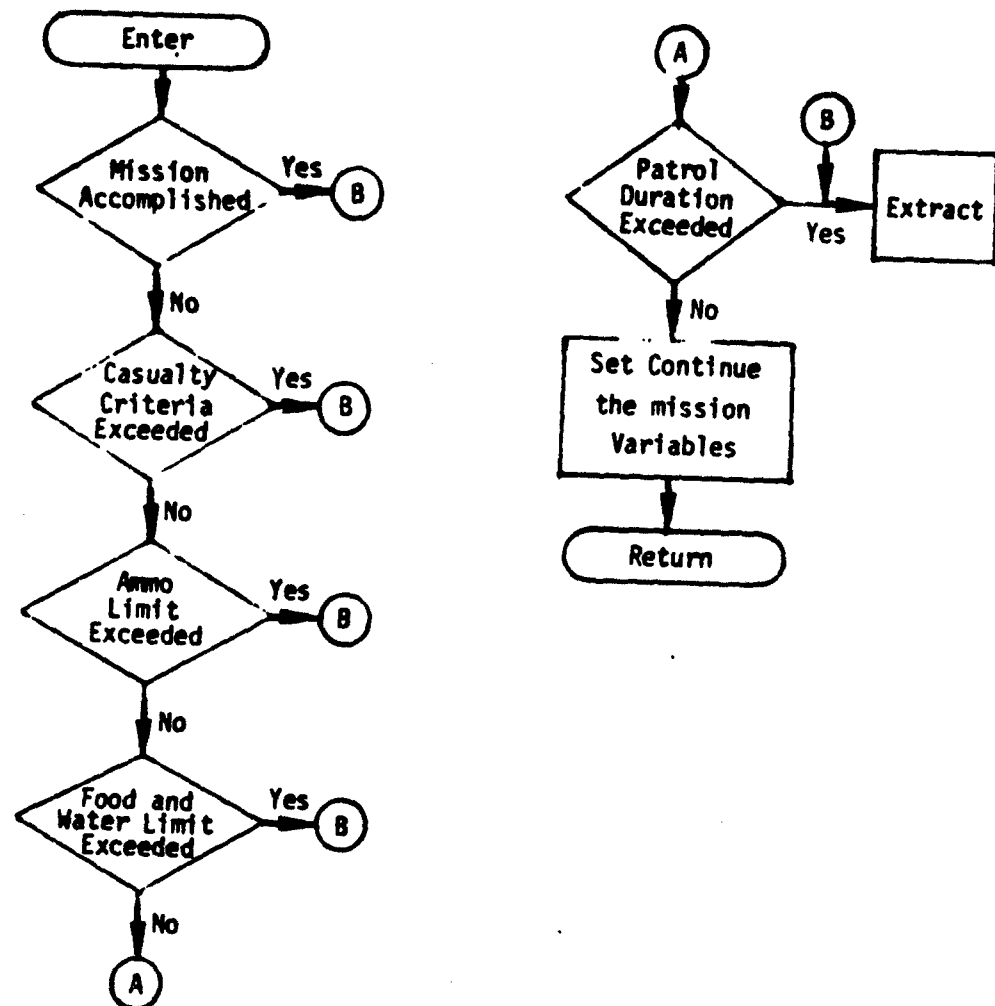 Enter
Mission
Accomplished
Yes
B
No
Casualty
Criteria
Exceeded
Yes
B
No
Ammo
Limit
Exceeded
Yes
B
No
Food and
Water Limit
Exceeded
Yes
B
No
A
A
Patrol
Duration
Exceeded
B
Yes
Extract
No
Set Continue
the mission
Variables
Return